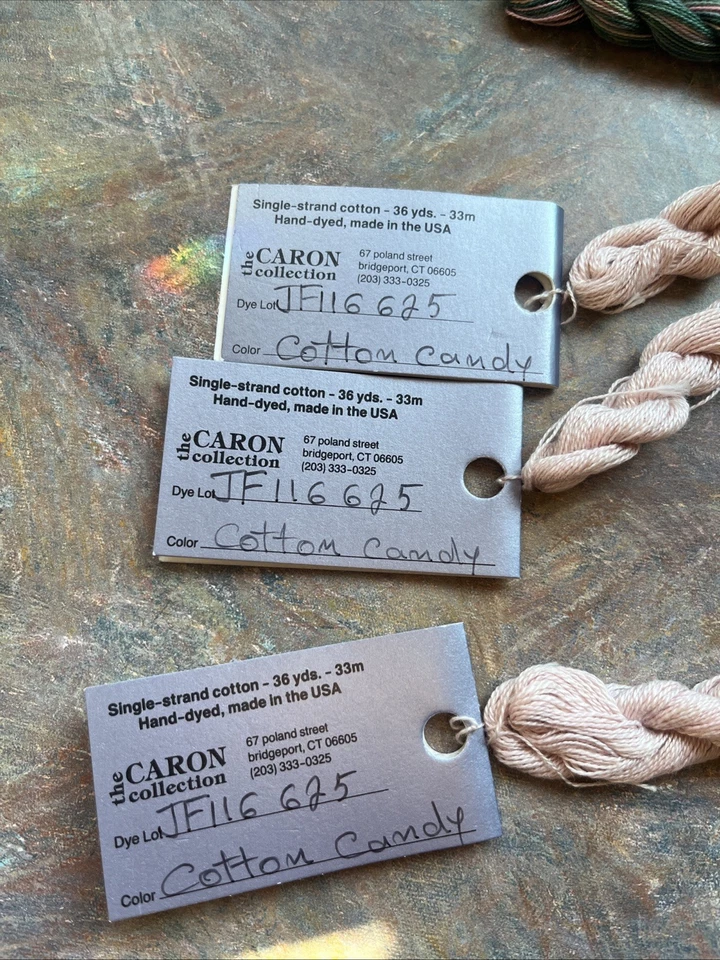 Single-strand cotton - 36 yds. - 33m
Hand-dyed, made in the USA
the CARON collection
67 poland street
bridgeport, CT 06605
(203) 333-0325
Dye Lot JF116 625
Color Cotton Candy
Single-strand cotton - 36 yds. - 33m
Hand-dyed, made in the USA
the CARON collection
67 poland street
bridgeport, CT 06605
(203) 333-0325
Dye Lot JF116 625
Color Cotton Candy
Single-strand cotton - 36 yds. - 33m
Hand-dyed, made in the USA
the CARON collection
67 poland street
bridgeport, CT 06605
(203) 333-0325
Dye Lot JF116 625
Color Cotton Candy